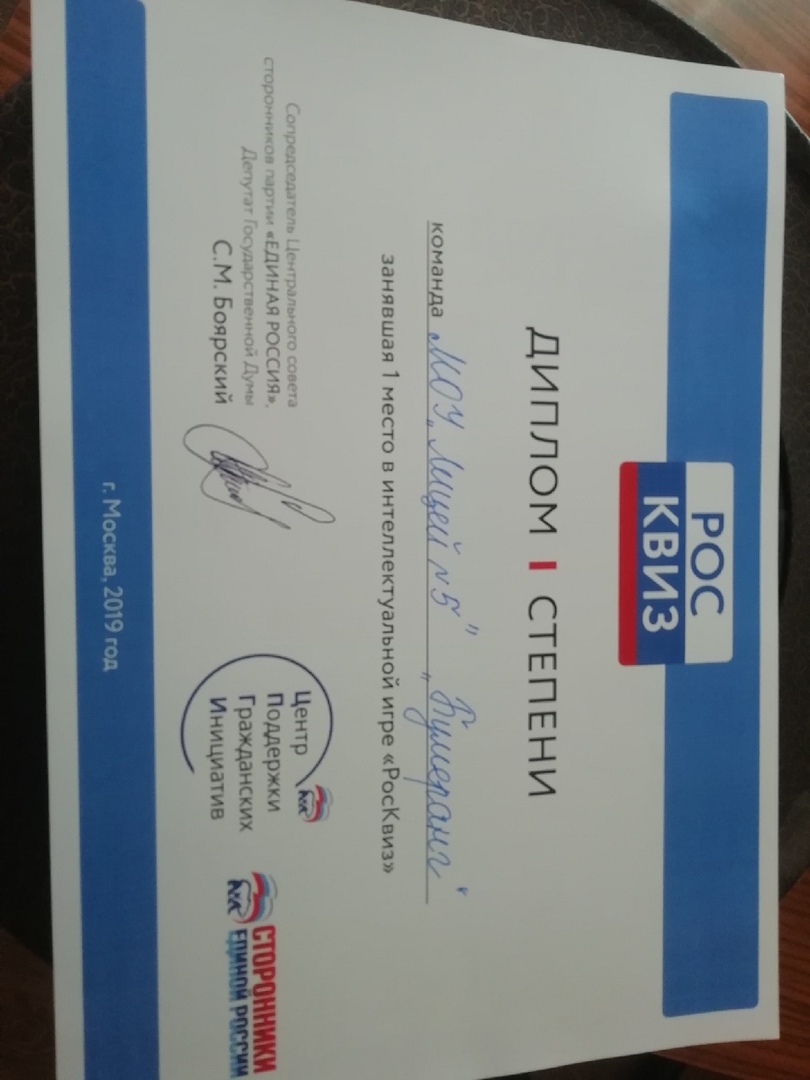 РОС
КВИЗ
ДИПЛОМ I СТЕПЕНИ
команда МОУ „Лицей №5" „Бумеранг"
занявшая 1 место в интеллектуальной игре «РосКвиз»
Сопредседатель Центрального совета
сторонников партии «ЕДИНАЯ РОССИЯ»,
Депутат Государственной Думы
С.М. Боярский
Центр
Поддержки
Гражданских
Инициатив
СТОРОННИКИ
ЕДИНОЙ РОССИИ
г. Москва, 2019 год